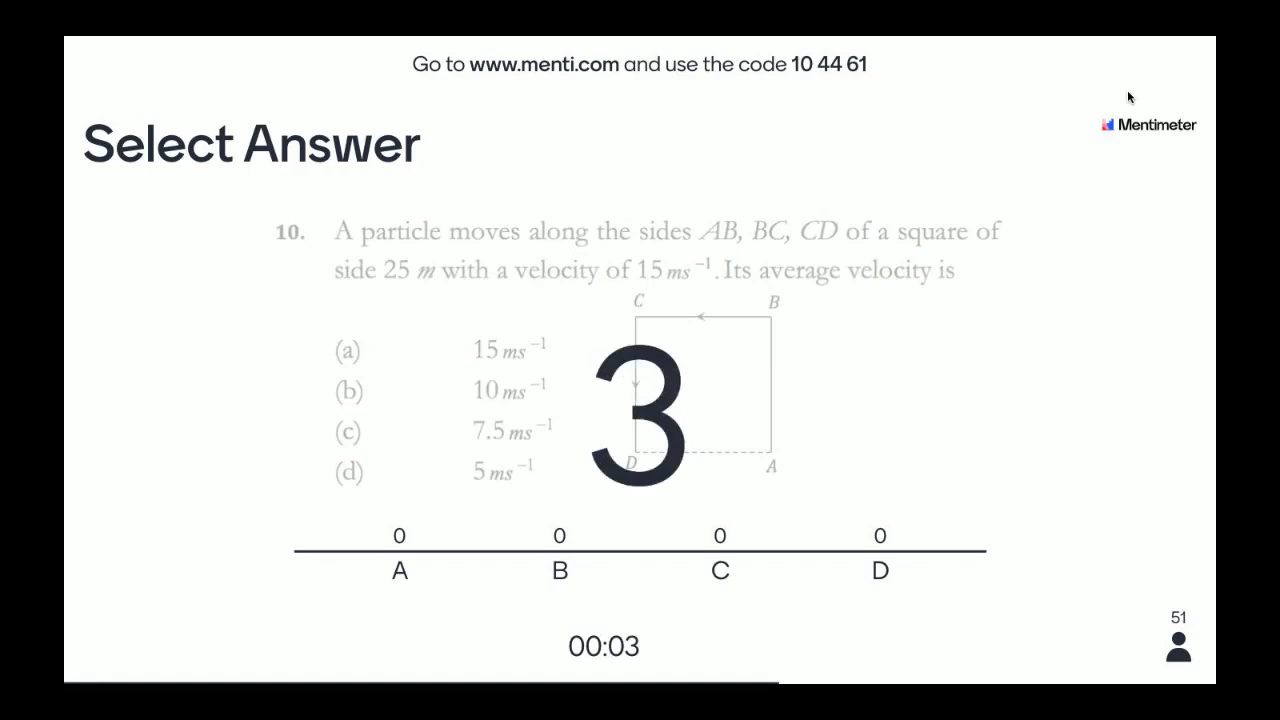 Go to www.menti.com and use the code 10 44 61
Mentimeter
Select Answer
10. A particle moves along the sides AB, BC, CD of a square of
side 25 m with a velocity of 15 ms⁻¹. Its average velocity is
C B
(a) 15 ms⁻¹
(b) 10 ms⁻¹
(c) 7.5 ms⁻¹
(d) 5 ms⁻¹
3
D A
0 0 0 0
A B C D
51
00:03